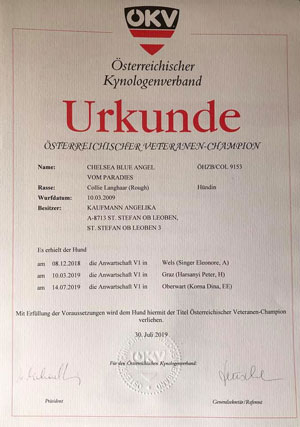 ÖKV
Österreichischer
Kynologenverband
Urkunde
ÖSTERREICHISCHER VETERANEN-CHAMPION
Name: CHELSEA BLUE ANGEL ÖHZB/COL 9153
VOM PARADIES
Rasse: Collie Langhaar (Rough) Hündin
Wurfdatum: 10.03.2009
Besitzer: KAUFMANN ANGELIKA
A-8713 ST. STEFAN OB LEOBEN,
ST. STEFAN OB LEOBEN 3
Es erhielt der Hund
am 08.12.2018 die Anwartschaft V1 in Wels (Singer Eleonore, A)
am 10.03.2019 die Anwartschaft V1 in Graz (Harsanyi Peter, H)
am 14.07.2019 die Anwartschaft V1 in Oberwart (Korna Dina, EE)
Mit Erfüllung der Voraussetzungen wird dem Hund hiermit der Titel Österreichischer Veteranen-Champion
verliehen.
30. Juli 2019
Für den Österreichischen Kynologenverband:
ÖKV
Präsident Generalsekretär/Referent